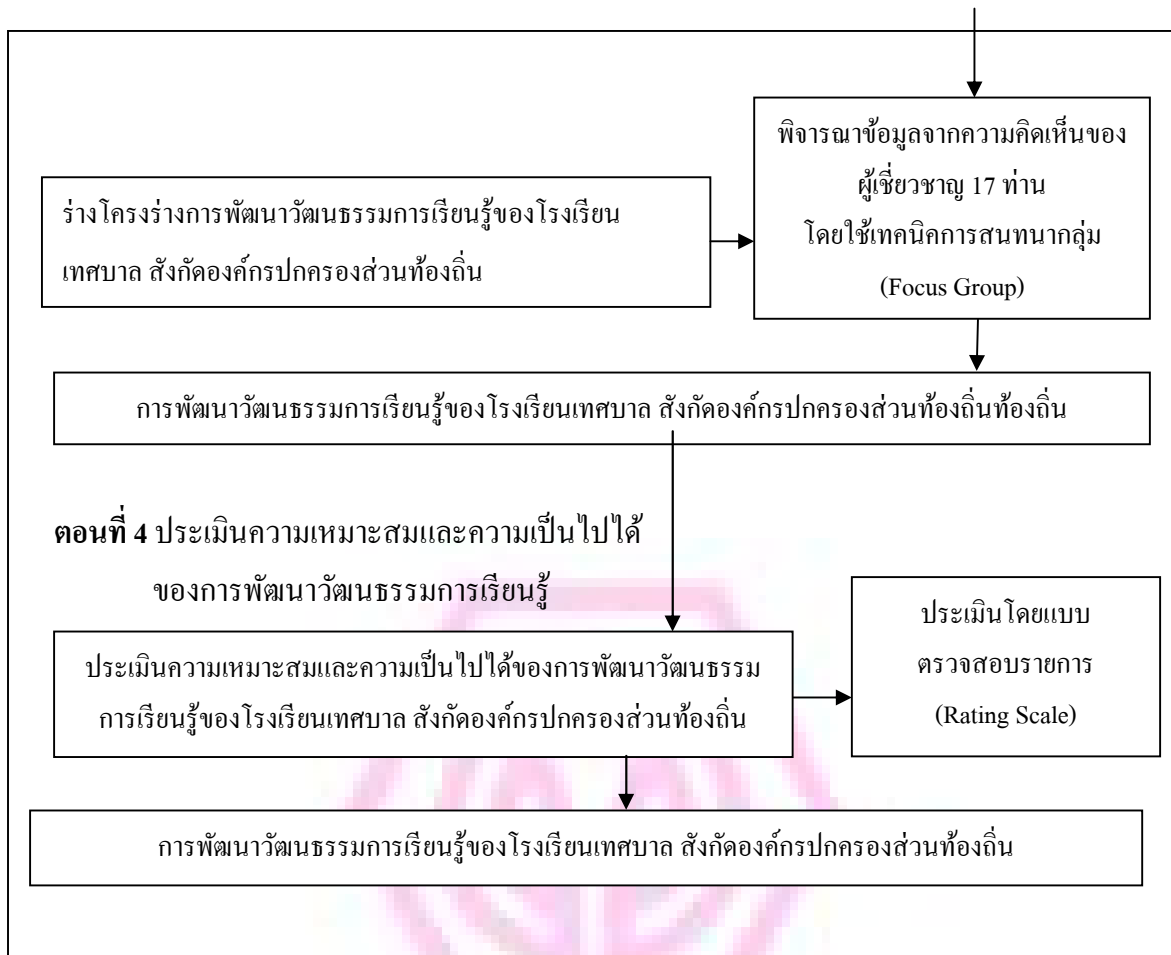 พิจารณาข้อมูลจากความคิดเห็นของ
ผู้เชี่ยวชาญ 17 ท่าน
โดยใช้เทคนิคการสนทนากลุ่ม
(Focus Group)
ร่างโครงร่างการพัฒนาวัฒนธรรมการเรียนรู้ของโรงเรียน
เทศบาล สังกัดองค์กรปกครองส่วนท้องถิ่น
การพัฒนาวัฒนธรรมการเรียนรู้ของโรงเรียนเทศบาล สังกัดองค์กรปกครองส่วนท้องถิ่นท้องถิ่น
ตอนที่ 4 ประเมินความเหมาะสมและความเป็นไปได้
ของการพัฒนาวัฒนธรรมการเรียนรู้
ประเมินความเหมาะสมและความเป็นไปได้ของการพัฒนาวัฒนธรรม
การเรียนรู้ของโรงเรียนเทศบาล สังกัดองค์กรปกครองส่วนท้องถิ่น
ประเมินโดยแบบ
ตรวจสอบรายการ
(Rating Scale)
การพัฒนาวัฒนธรรมการเรียนรู้ของโรงเรียนเทศบาล สังกัดองค์กรปกครองส่วนท้องถิ่น